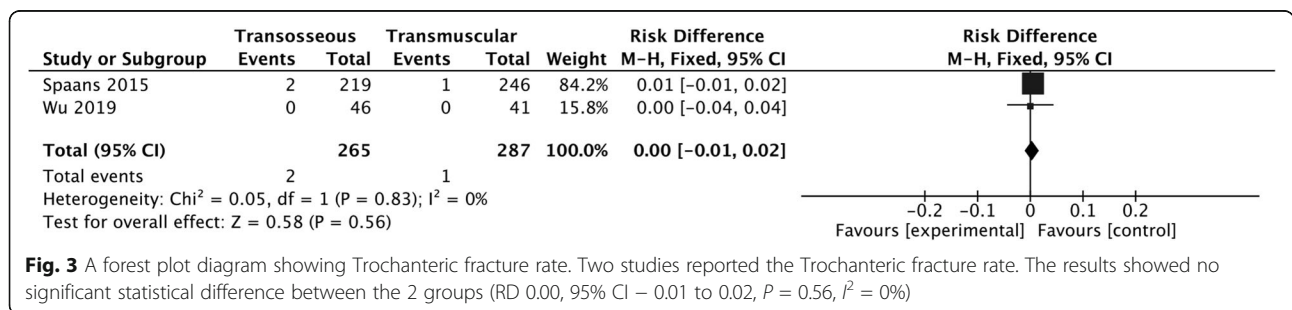 Transosseous Transmuscular Risk Difference Risk Difference
Study or Subgroup Events Total Events Total Weight M-H, Fixed, 95% CI M-H, Fixed, 95% CI
Spaans 2015 2 219 1 246 84.2% 0.01 [-0.01, 0.02]
Wu 2019 0 46 0 41 15.8% 0.00 [-0.04, 0.04]
Total (95% CI) 265 287 100.0% 0.00 [-0.01, 0.02]
Total events 2 1
Heterogeneity: Chi² = 0.05, df = 1 (P = 0.83); I² = 0%
Test for overall effect: Z = 0.58 (P = 0.56)
-0.2 -0.1 0 0.1 0.2
Favours [experimental] Favours [control]
Fig. 3 A forest plot diagram showing Trochanteric fracture rate. Two studies reported the Trochanteric fracture rate. The results showed no
significant statistical difference between the 2 groups (RD 0.00, 95% CI − 0.01 to 0.02, P = 0.56, I² = 0%)